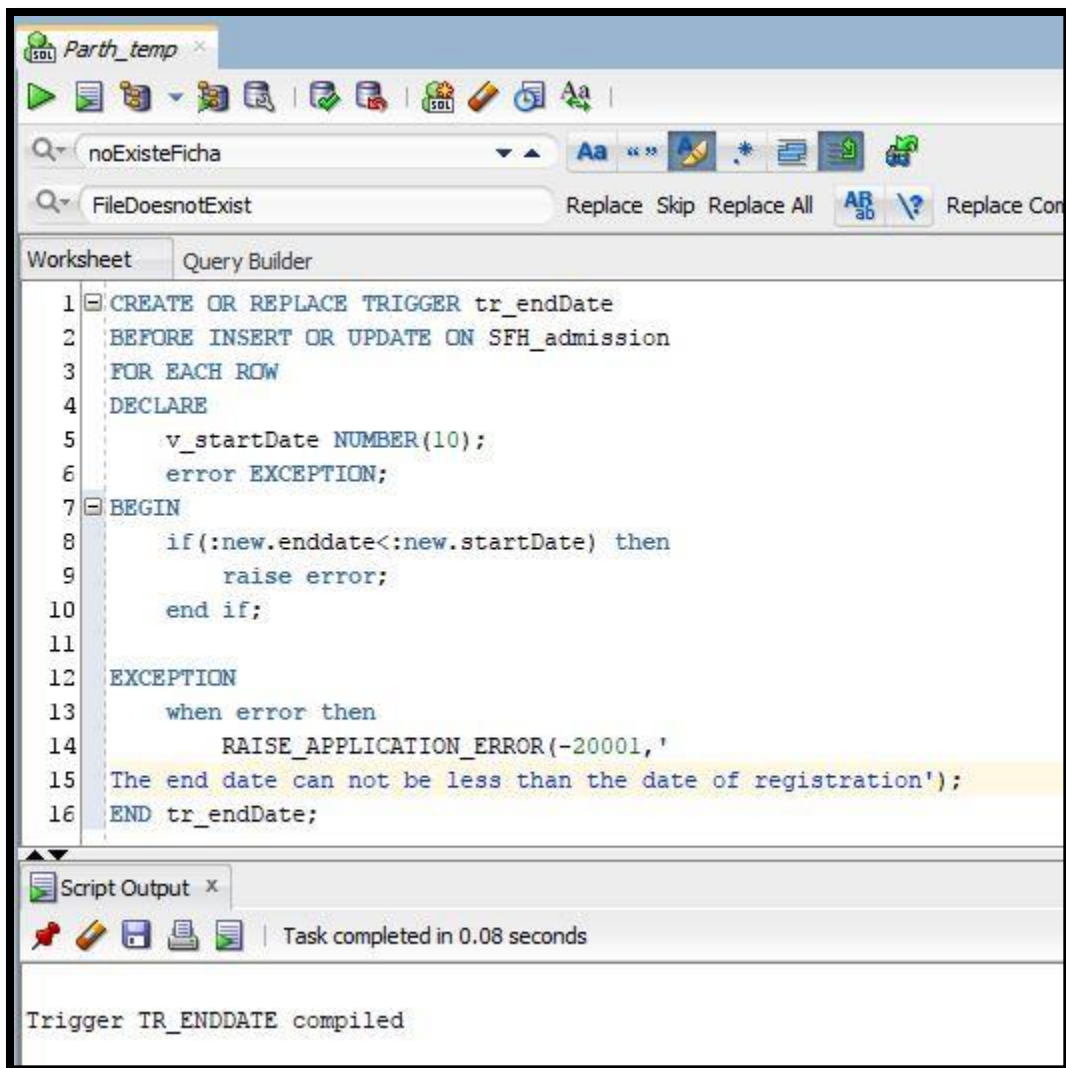 Parth_temp
noExisteFicha Aa “ ” .*
FileDoesnotExist Replace Skip Replace All AB ab \? Replace Con
Worksheet Query Builder
1 CREATE OR REPLACE TRIGGER tr_endDate
2 BEFORE INSERT OR UPDATE ON SFH_admission
3 FOR EACH ROW
4 DECLARE
5 v_startDate NUMBER(10);
6 error EXCEPTION;
7 BEGIN
8 if(:new.enddate<:new.startDate) then
9 raise error;
10 end if;
11
12 EXCEPTION
13 when error then
14 RAISE_APPLICATION_ERROR(-20001,'
15 The end date can not be less than the date of registration');
16 END tr_endDate;
Script Output x
Task completed in 0.08 seconds
Trigger TR_ENDDATE compiled